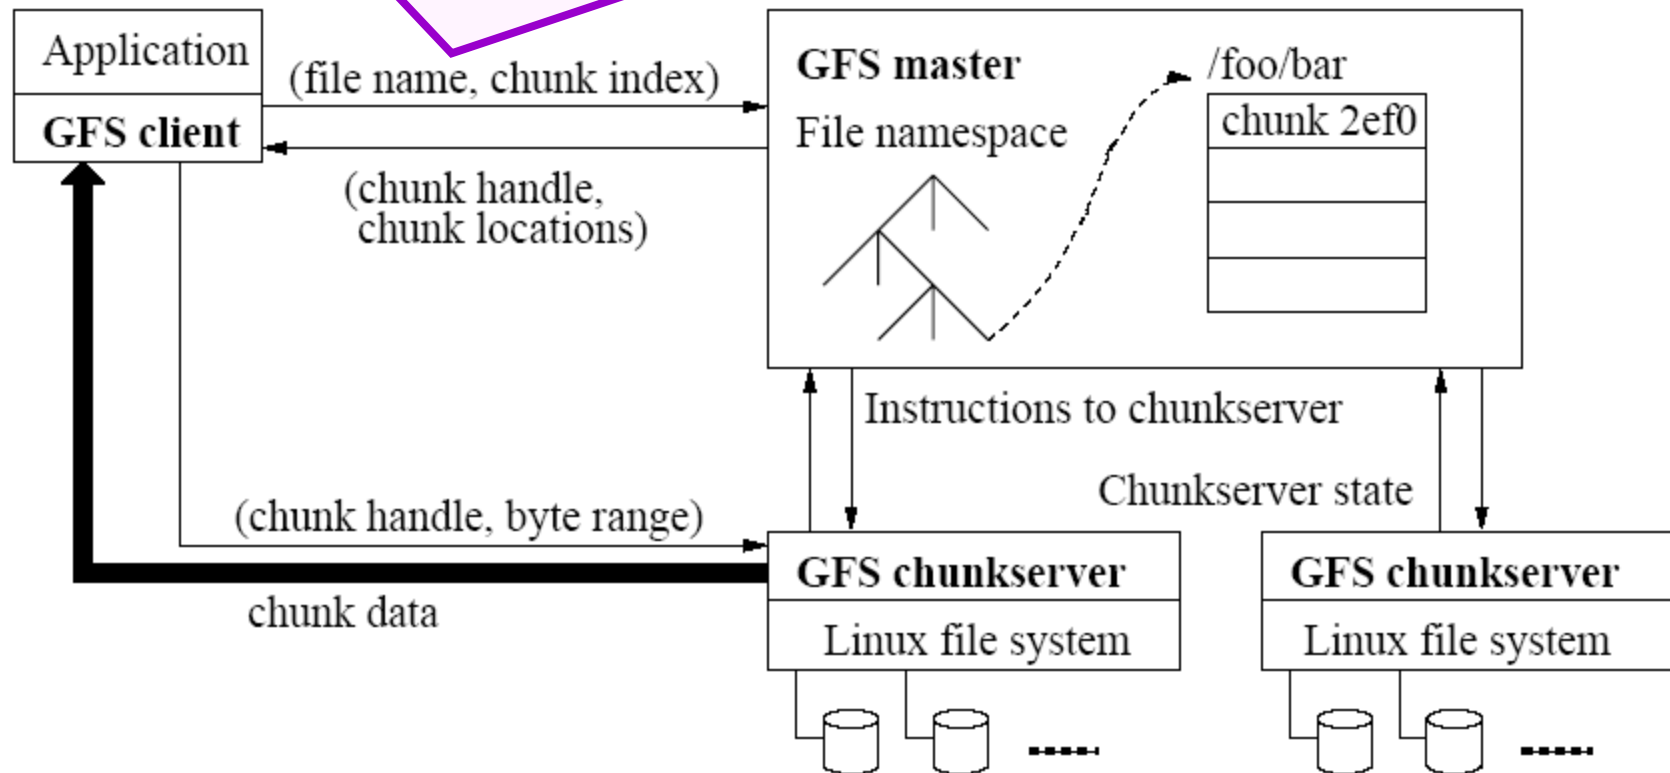 Application
GFS client
(file name, chunk index)
(chunk handle,
chunk locations)
GFS master
File namespace
/foo/bar
chunk 2ef0
Instructions to chunkserver
Chunkserver state
(chunk handle, byte range)
chunk data
GFS chunkserver
Linux file system
GFS chunkserver
Linux file system